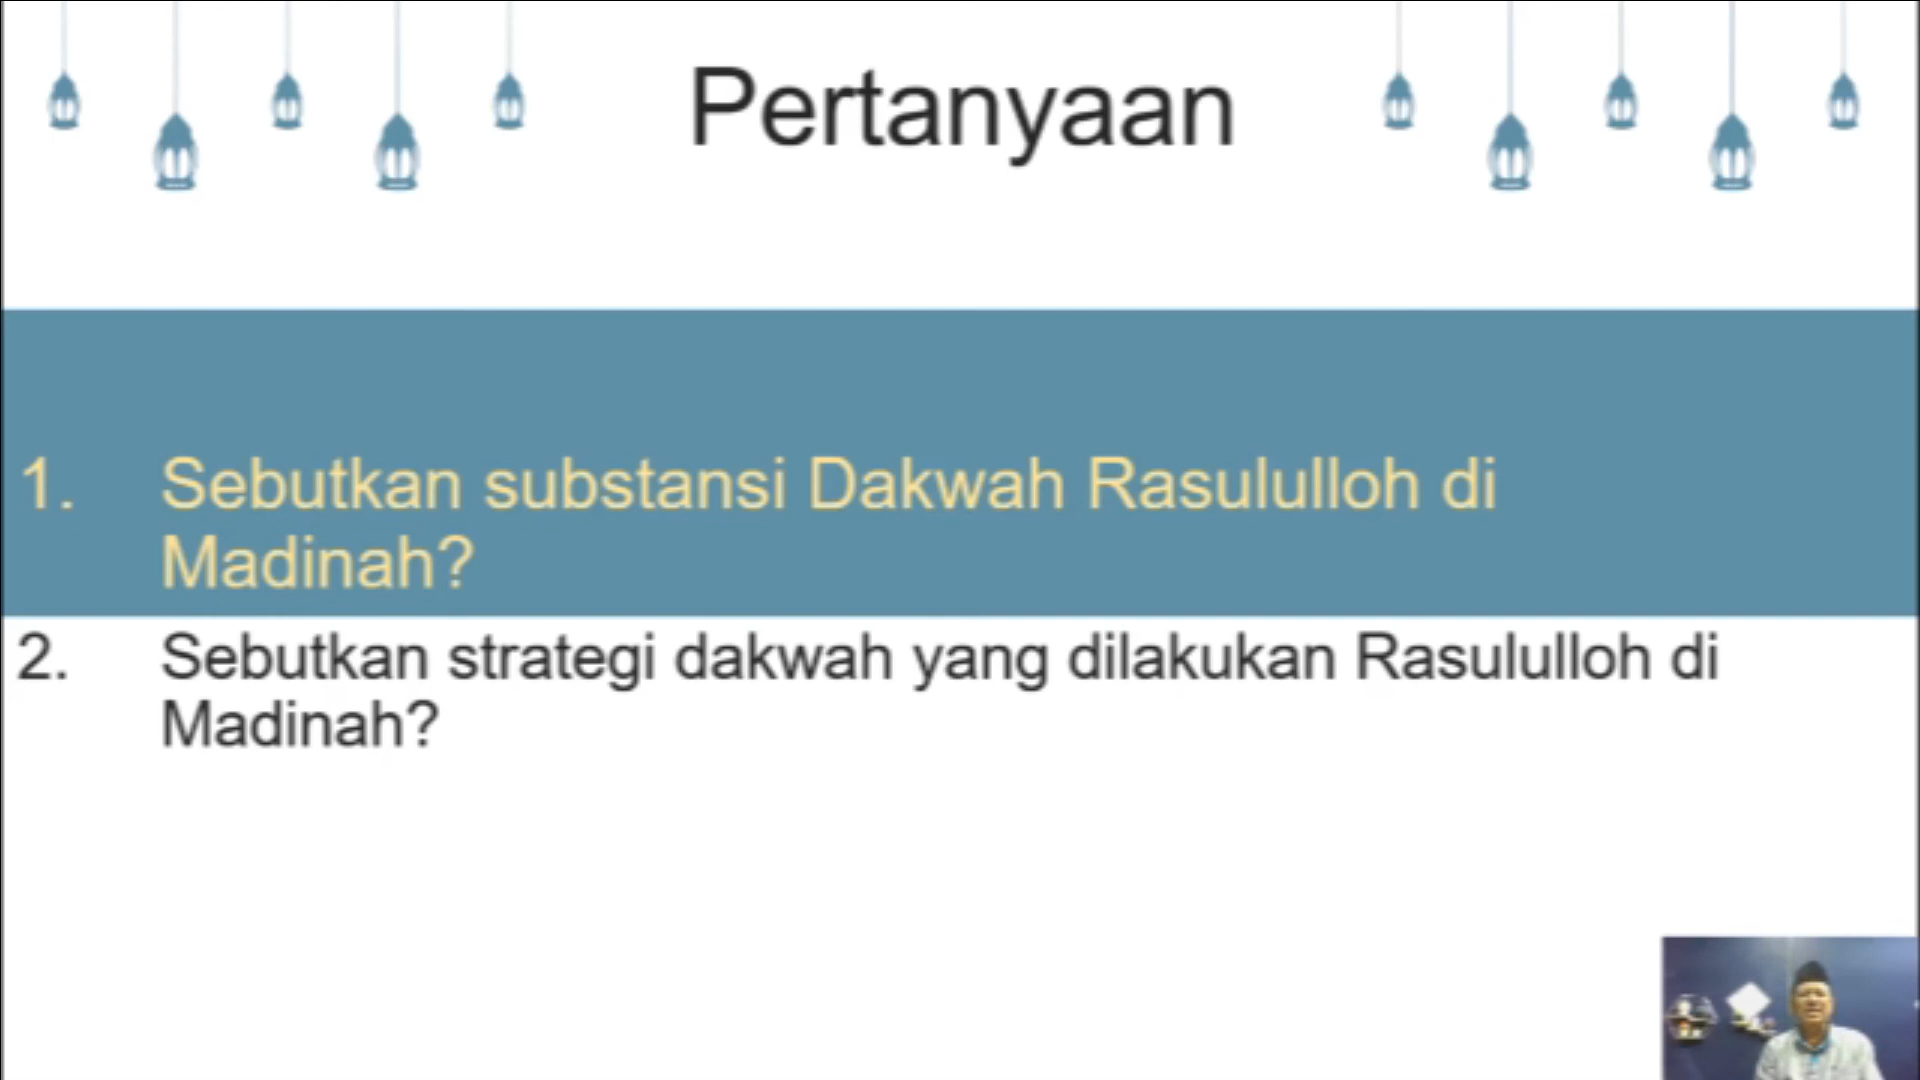 Pertanyaan
1. Sebutkan substansi Dakwah Rasululloh di
Madinah?
2. Sebutkan strategi dakwah yang dilakukan Rasululloh di
Madinah?